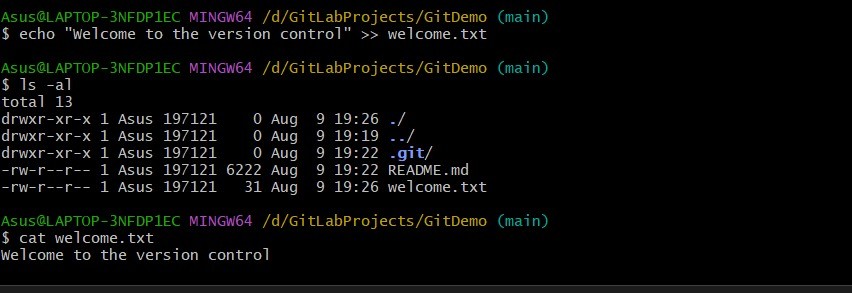 Asus@LAPTOP-3NFDP1EC MINGW64 /d/GitLabProjects/GitDemo (main)
$ echo "Welcome to the version control" >> welcome.txt
Asus@LAPTOP-3NFDP1EC MINGW64 /d/GitLabProjects/GitDemo (main)
$ ls -al
total 13
drwxr-xr-x 1 Asus 197121    0 Aug  9 19:26 ./
drwxr-xr-x 1 Asus 197121    0 Aug  9 19:19 ../
drwxr-xr-x 1 Asus 197121    0 Aug  9 19:22 .git/
-rw-r--r-- 1 Asus 197121 6222 Aug  9 19:22 README.md
-rw-r--r-- 1 Asus 197121   31 Aug  9 19:26 welcome.txt
Asus@LAPTOP-3NFDP1EC MINGW64 /d/GitLabProjects/GitDemo (main)
$ cat welcome.txt
Welcome to the version control